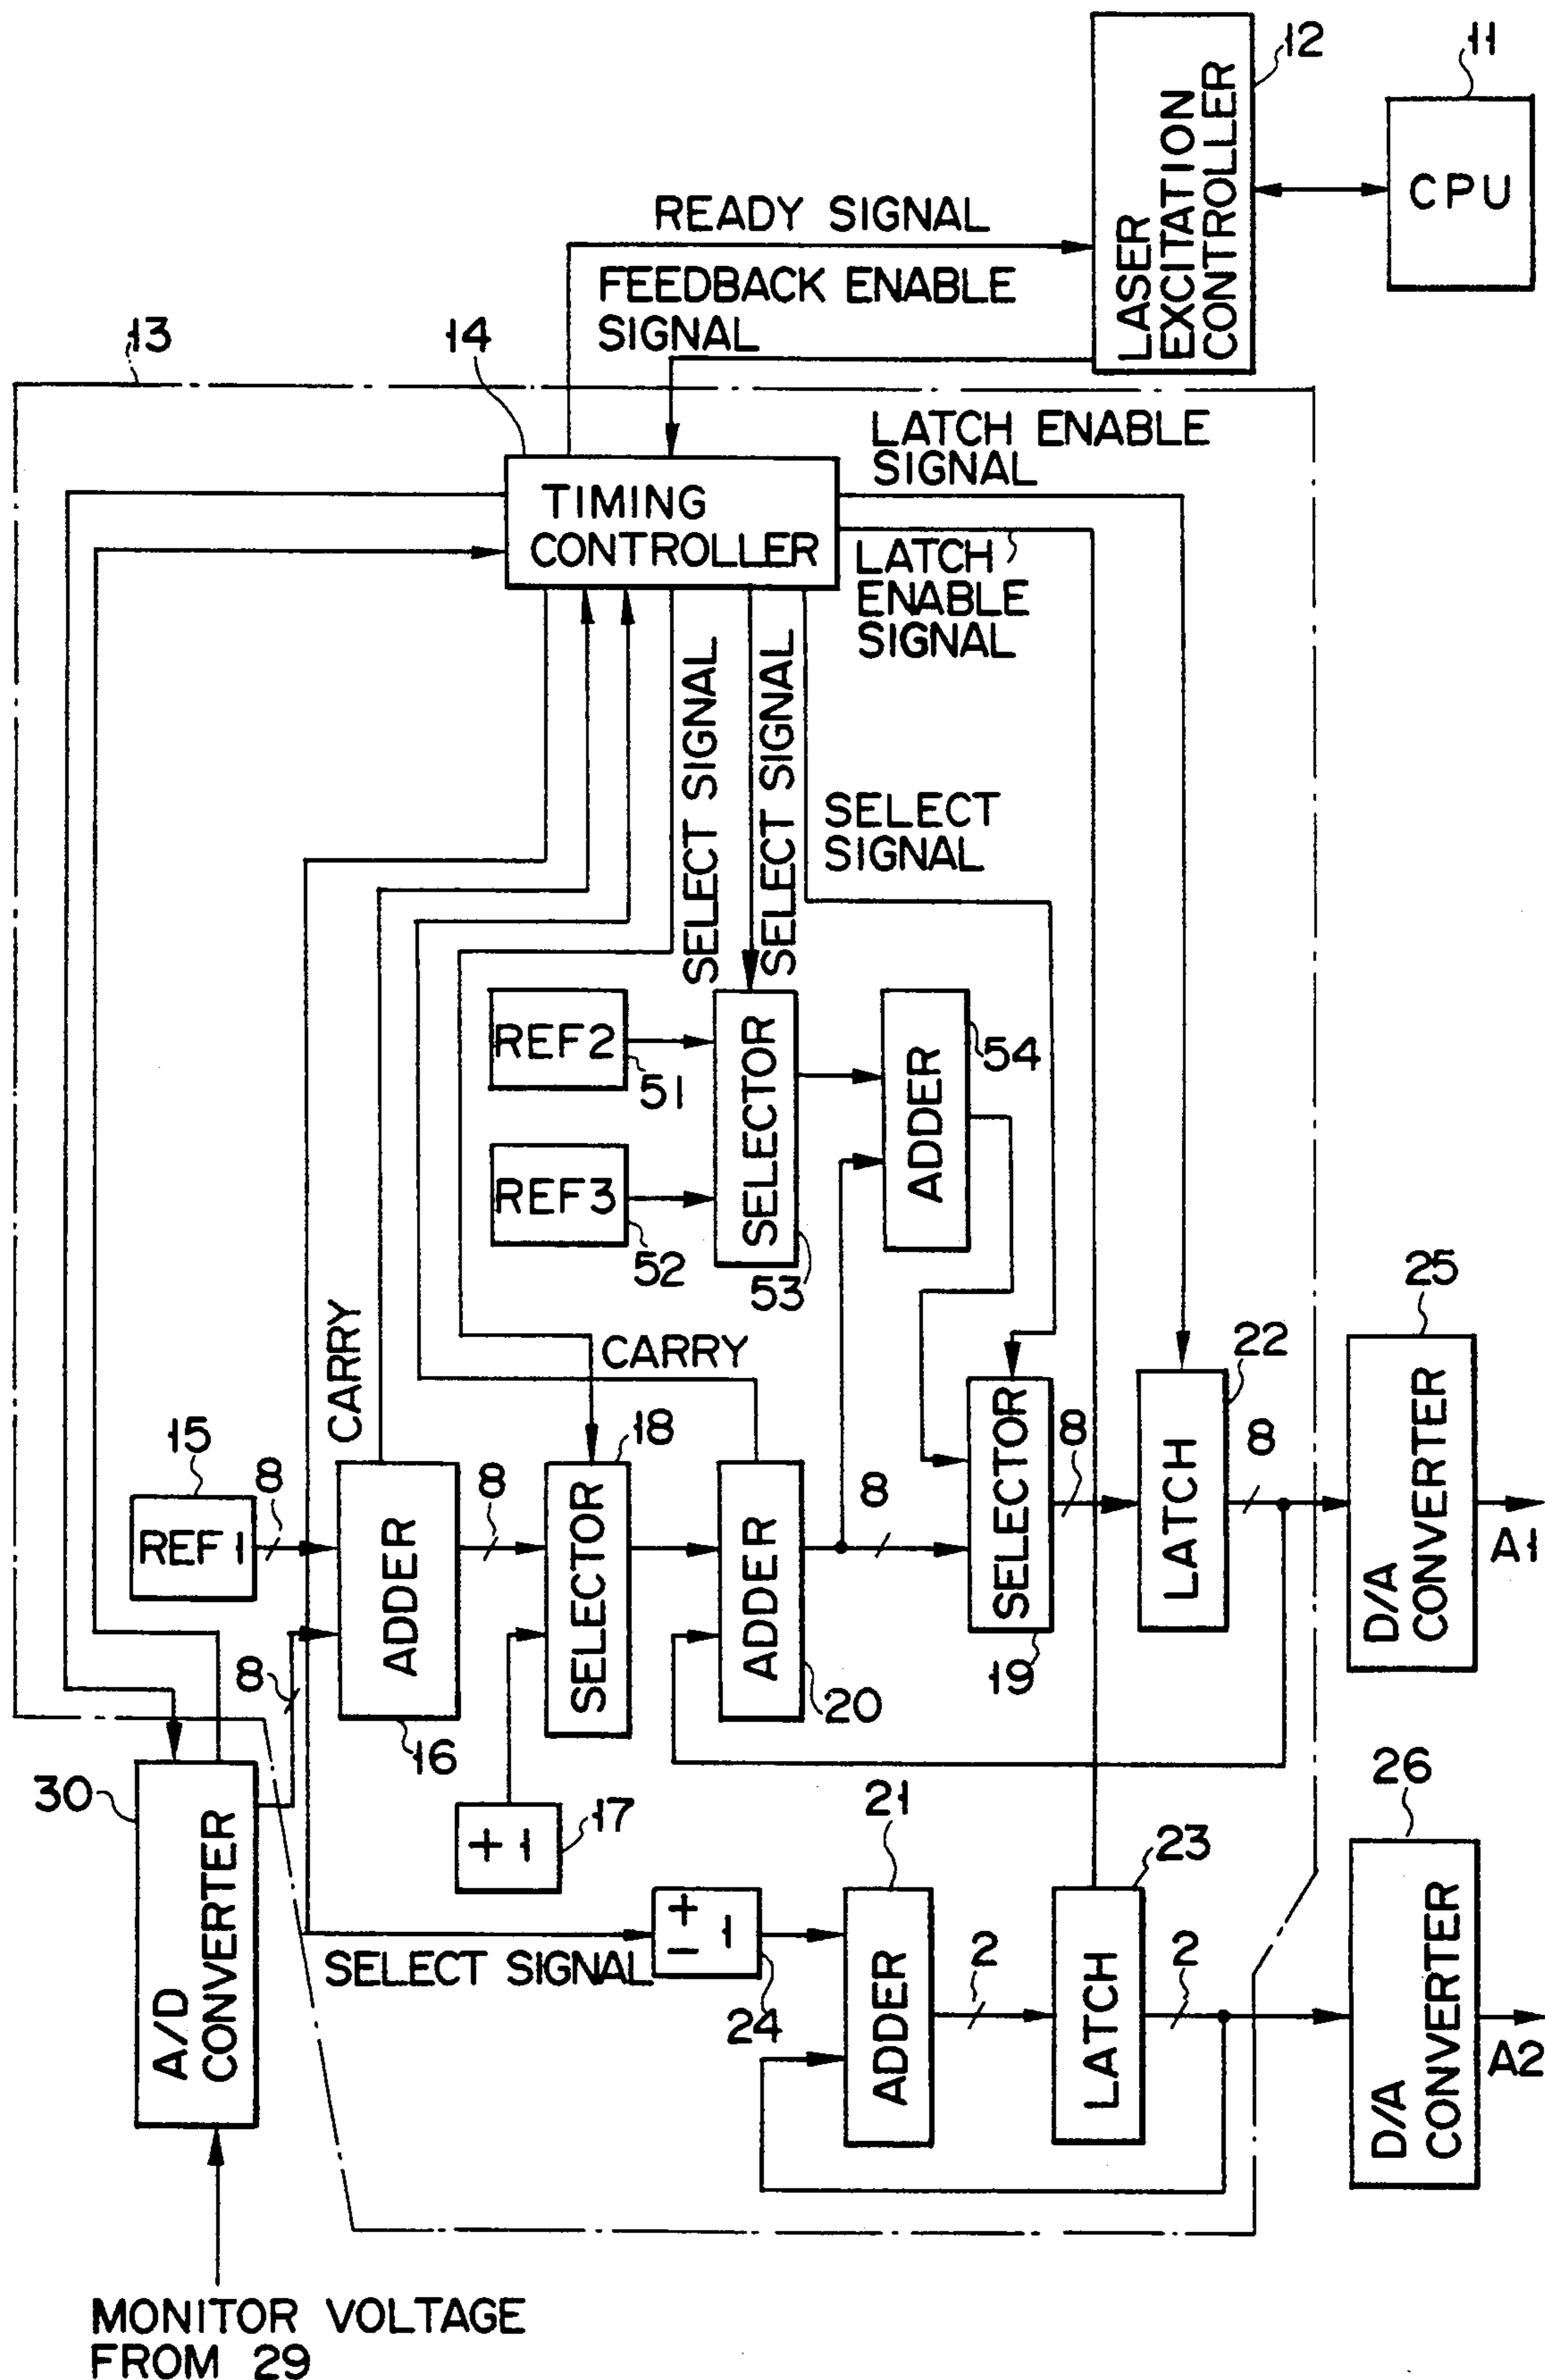 12
11
LASER
EXCITATION
CONTROLLER
CPU
READY SIGNAL
FEEDBACK ENABLE
SIGNAL
13
14
LATCH ENABLE
SIGNAL
TIMING
CONTROLLER
LATCH
ENABLE
SIGNAL
SELECT SIGNAL
SELECT SIGNAL
SELECT
SIGNAL
REF2
51
SELECTOR
53
ADDER
54
REF3
52
25
CARRY
CARRY
22
15
REF1
8
ADDER
16
8
18
SELECTOR
ADDER
20
8
SELECTOR
19
8
LATCH
8
D/A
CONVERTER
A1
8
30
A/D
CONVERTER
+1
17
21
23
26
SELECT SIGNAL
+
- 1
24
ADDER
2
LATCH
2
D/A
CONVERTER
A2
MONITOR VOLTAGE
FROM 29